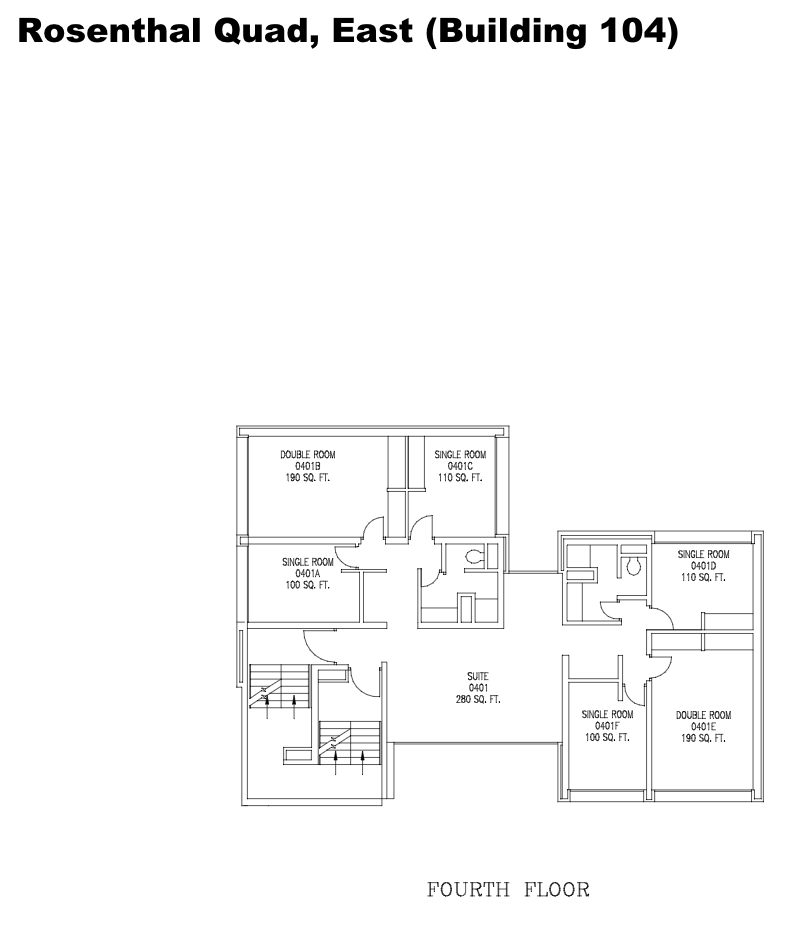 Rosenthal Quad, East (Building 104)
DOUBLE ROOM
0401B
190 SQ. FT.
SINGLE ROOM
0401C
110 SQ. FT.
SINGLE ROOM
0401A
100 SQ. FT.
SINGLE ROOM
0401D
110 SQ. FT.
SUITE
0401
280 SQ. FT.
SINGLE ROOM
0401F
100 SQ. FT.
DOUBLE ROOM
0401E
190 SQ. FT.
FOURTH FLOOR